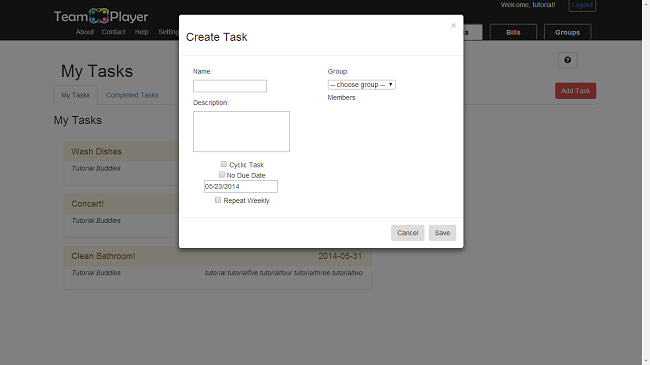 Welcome, tutorial!
Logout
Team Player
About Contact Help
Bills
Groups
×
Create Task
Name:
Group:
-- choose group --
Members
Description:
Cyclic Task
No Due Date
05/23/2014
Repeat Weekly
Cancel
Save
My Tasks
My Tasks
Completed Tasks
Add Task
My Tasks
Wash Dishes
Tutorial Buddies
Concert!
Tutorial Buddies
Clean Bathroom!
2014-05-31
Tutorial Buddies
tutorial tutorialfive tutorialfour tutorialthree tutorialtwo